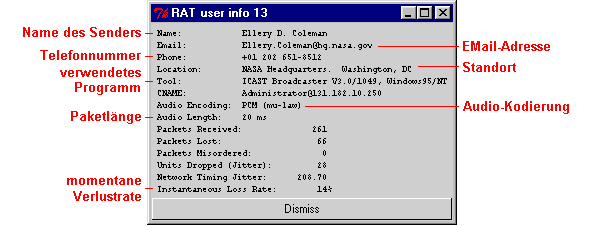 RAT user info 13
Name des Senders
Name: Ellery D. Coleman
Email: Ellery.Coleman@hq.nasa.gov
EMail-Adresse
Telefonnummer
Phone: +01 202 651-8512
verwendetes
Programm
Location: NASA Headquarters. Washington, DC
Standort
Tool: ICAST Broadcaster V3.0/1049, Windows95/NT
CNAME: Administrator@131.182.10.250
Audio Encoding: PCM (mu-law)
Audio-Kodierung
Paketlänge
Audio Length: 20 ms
Packets Received: 261
Packets Lost: 66
Packets Misordered: 0
Units Dropped (Jitter): 28
Network Timing Jitter: 208.70
momentane
Verlustrate
Instantaneous Loss Rate: 14%
Dismiss